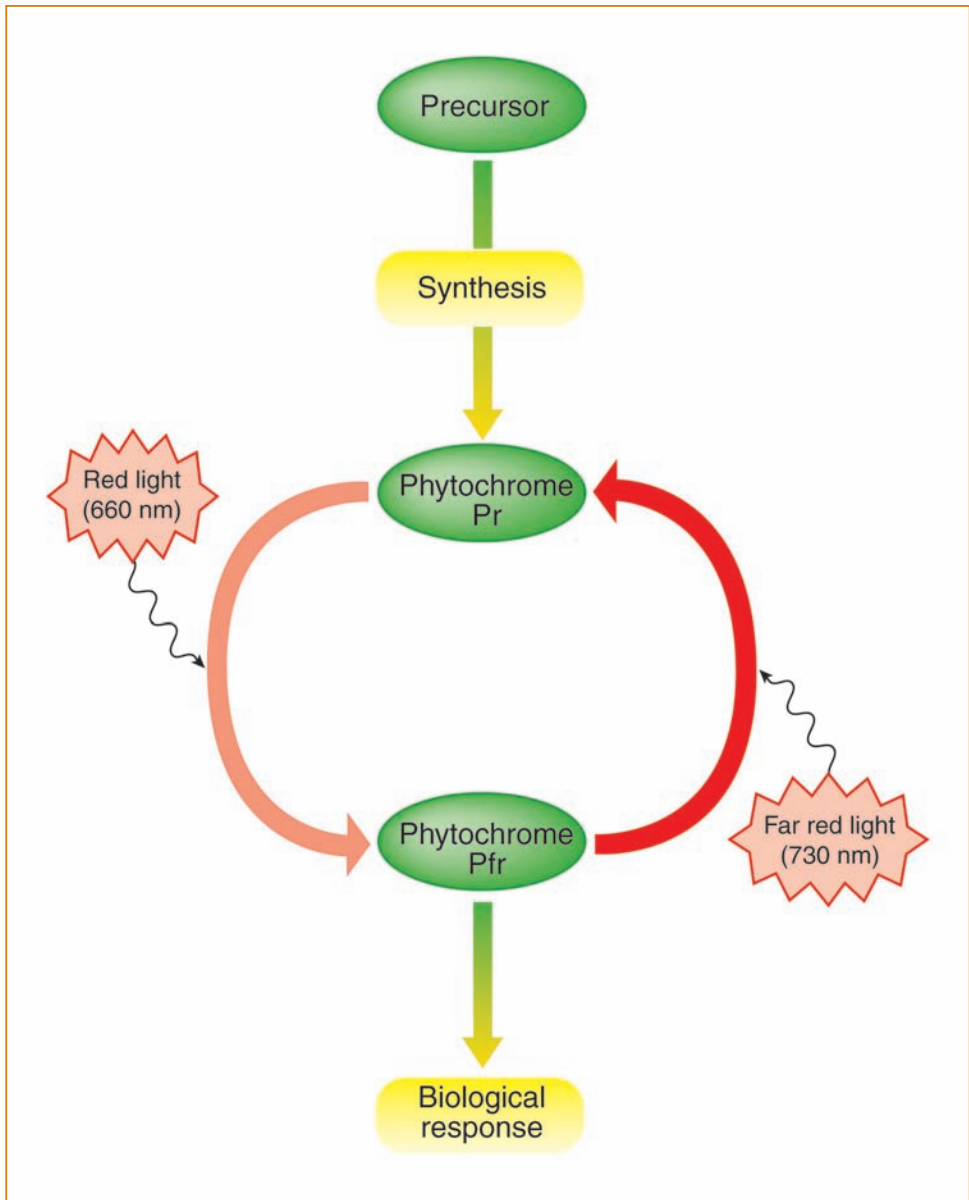 Precursor
Synthesis
Red light
(660 nm)
Phytochrome
Pr
Phytochrome
Pfr
Far red light
(730 nm)
Biological
response